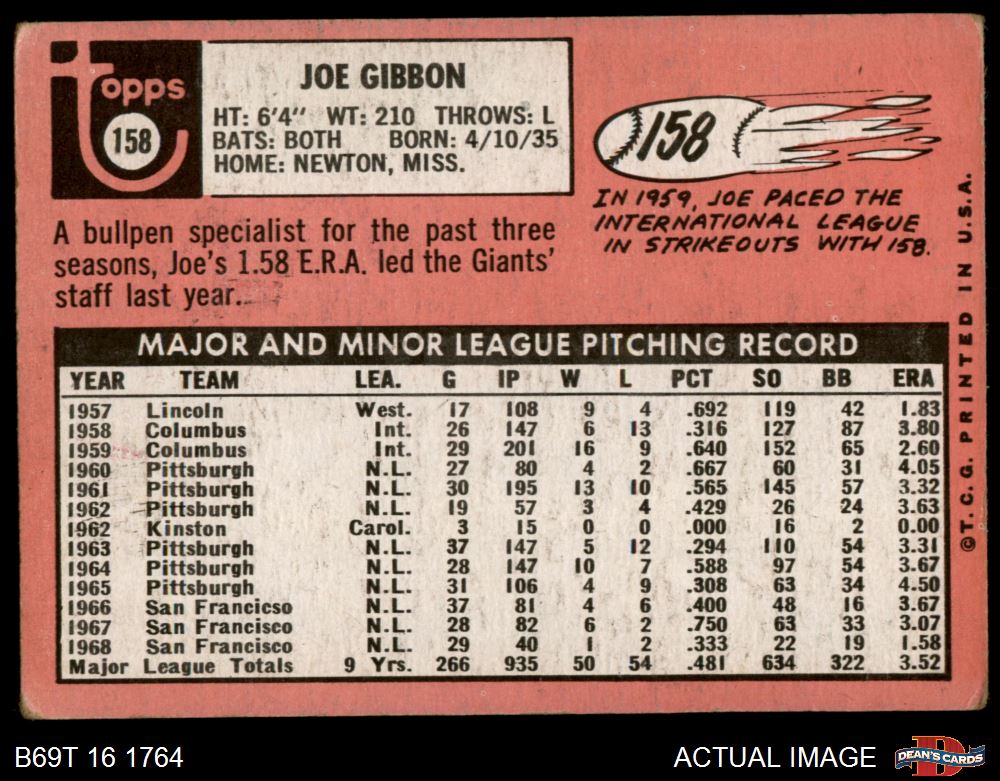 topps
158
JOE GIBBON
HT: 6'4" WT: 210 THROWS: L
BATS: BOTH BORN: 4/10/35
HOME: NEWTON, MISS.
A bullpen specialist for the past three
seasons, Joe's 1.58 E.R.A. led the Giants'
staff last year.
158
IN 1959, JOE PACED THE
INTERNATIONAL LEAGUE
IN STRIKEOUTS WITH 158.
MAJOR AND MINOR LEAGUE PITCHING RECORD
YEAR TEAM LEA. G IP W L PCT SO BB ERA
1957 Lincoln West. 17 108 9 4 .692 119 42 1.83
1958 Columbus Int. 26 147 6 13 .316 127 87 3.80
1959 Columbus Int. 29 201 16 9 .640 152 65 2.60
1960 Pittsburgh N.L. 27 80 4 2 .667 60 31 4.05
1961 Pittsburgh N.L. 30 195 13 10 .565 145 57 3.32
1962 Pittsburgh N.L. 19 57 3 4 .429 26 24 3.63
1962 Kinston Carol. 3 15 0 0 .000 16 2 0.00
1963 Pittsburgh N.L. 37 147 5 12 .294 110 54 3.31
1964 Pittsburgh N.L. 28 147 10 7 .588 97 54 3.67
1965 Pittsburgh N.L. 31 106 4 9 .308 63 34 4.50
1966 San Francicso N.L. 37 81 4 6 .400 48 16 3.67
1967 San Francisco N.L. 28 82 6 2 .750 63 33 3.07
1968 San Francisco N.L. 29 40 1 2 .333 22 19 1.58
Major League Totals 9 Yrs. 266 935 50 54 .481 634 322 3.52
© T.C.G. PRINTED IN U.S.A.
B69T 16 1764
ACTUAL IMAGE
D
DEAN'S CARDS